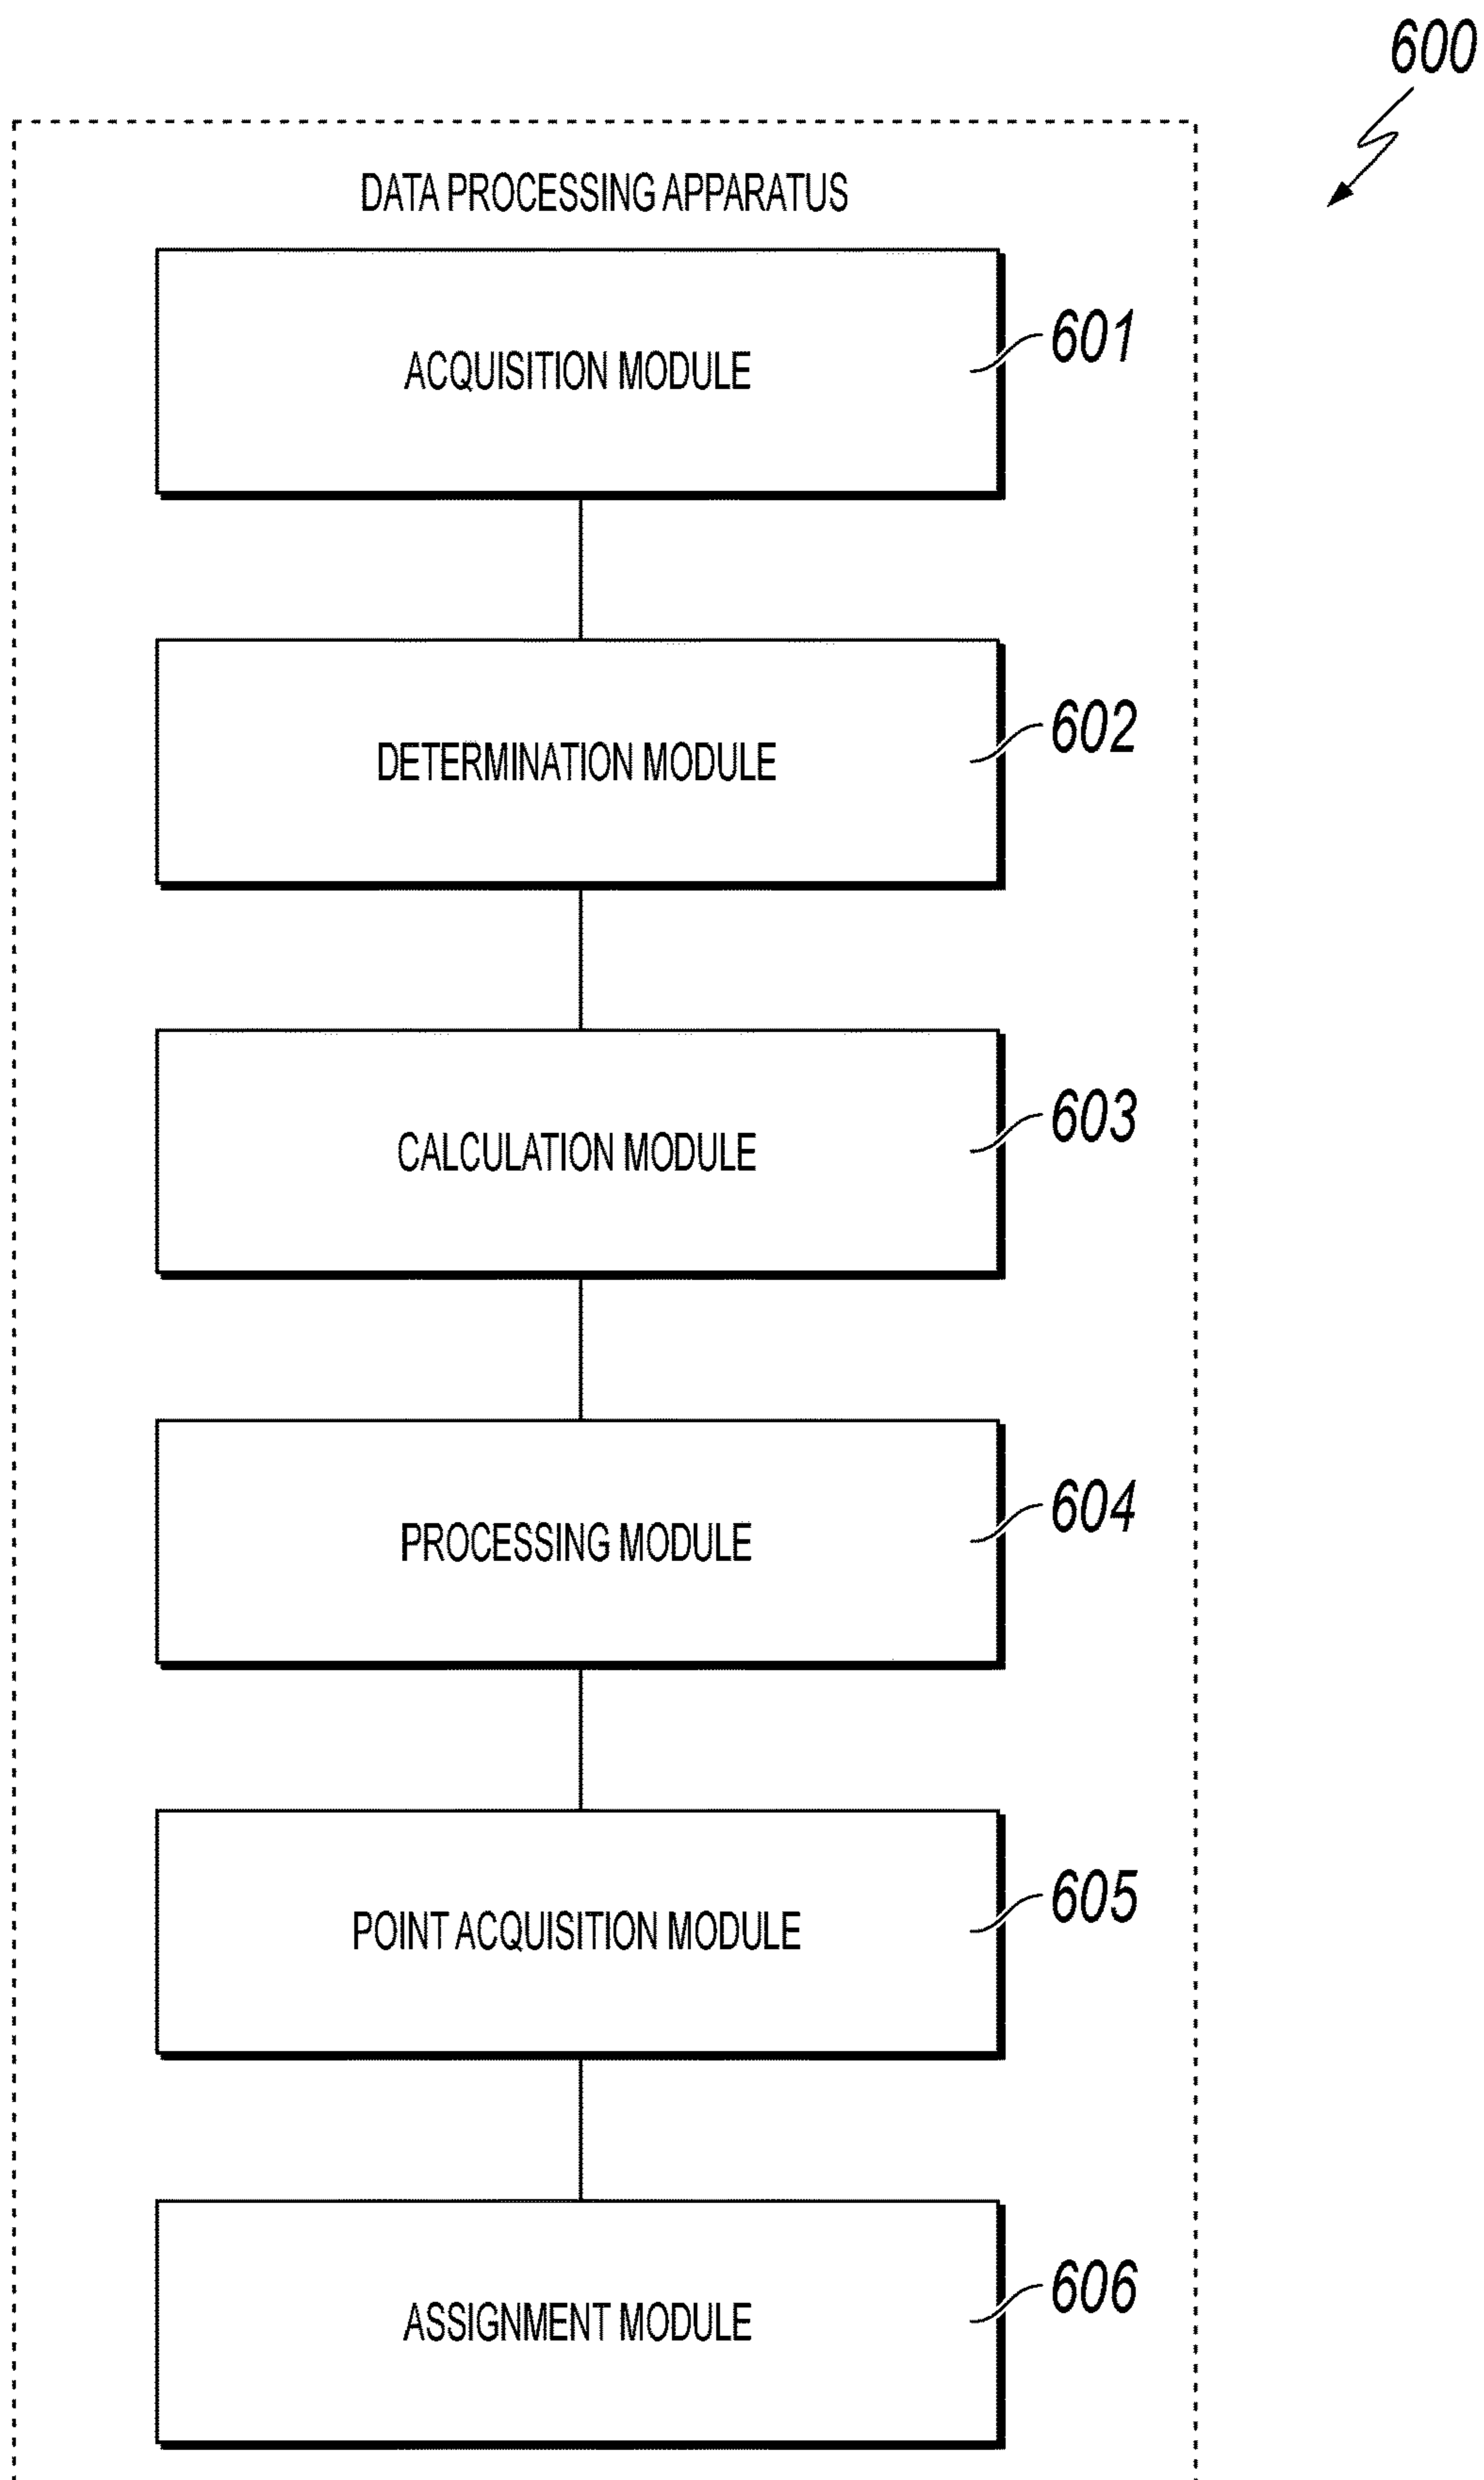 600
DATA PROCESSING APPARATUS
ACQUISITION MODULE
601
DETERMINATION MODULE
602
CALCULATION MODULE
603
PROCESSING MODULE
604
POINT ACQUISITION MODULE
605
ASSIGNMENT MODULE
606